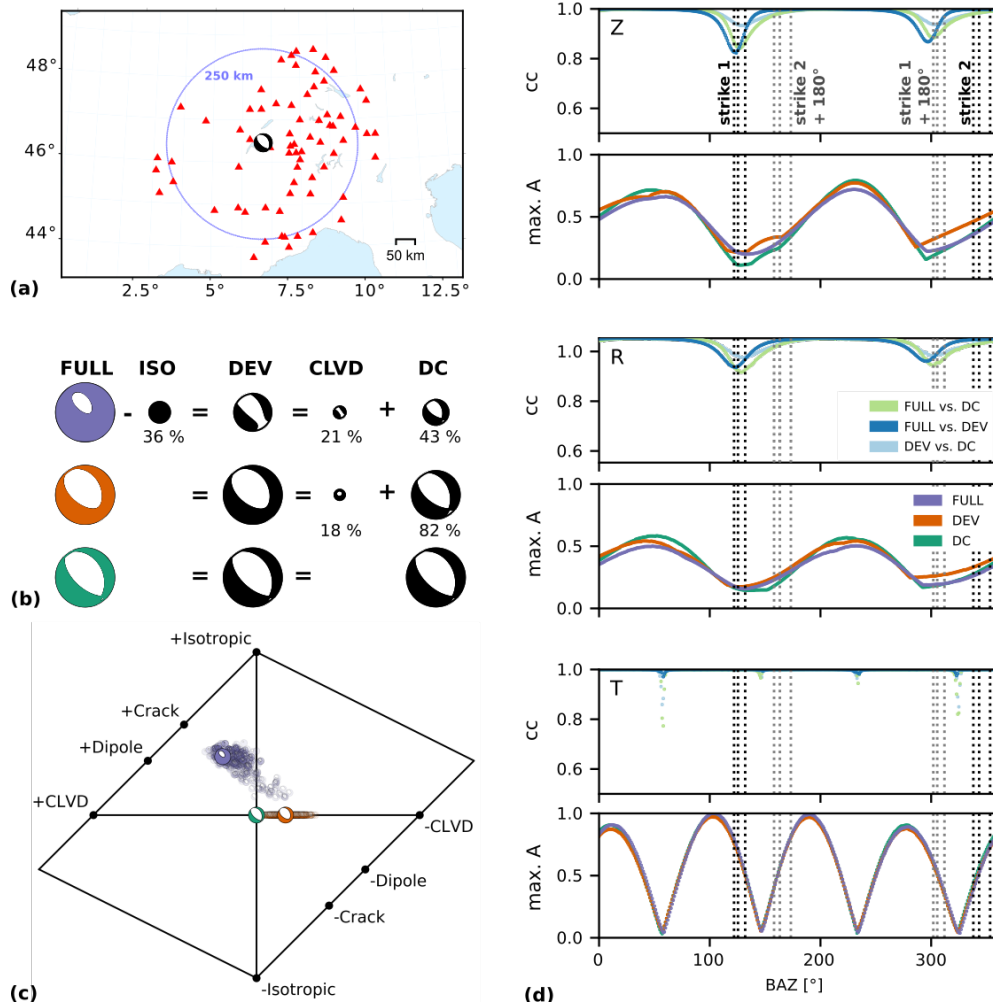 48°
46°
44°
250 km
50 km
2.5°
5°
7.5°
10°
12.5°
(a)
FULL
ISO
DEV
CLVD
DC
-
=
=
+
36 %
21 %
43 %
=
=
+
18 %
82 %
=
=
(b)
+Isotropic
+Crack
+Dipole
+CLVD
-CLVD
-Dipole
-Crack
-Isotropic
(c)
Z
cc
1.0
0.8
0.6
strike 1
strike 2
+ 180°
strike 1
+ 180°
strike 2
max. A
1.0
0.5
0.0
R
cc
1.0
0.8
0.6
FULL vs. DC
FULL vs. DEV
DEV vs. DC
max. A
1.0
0.5
0.0
FULL
DEV
DC
T
cc
1.0
0.8
0.6
max. A
1.0
0.5
0.0
0
100
200
300
BAZ [°]
(d)